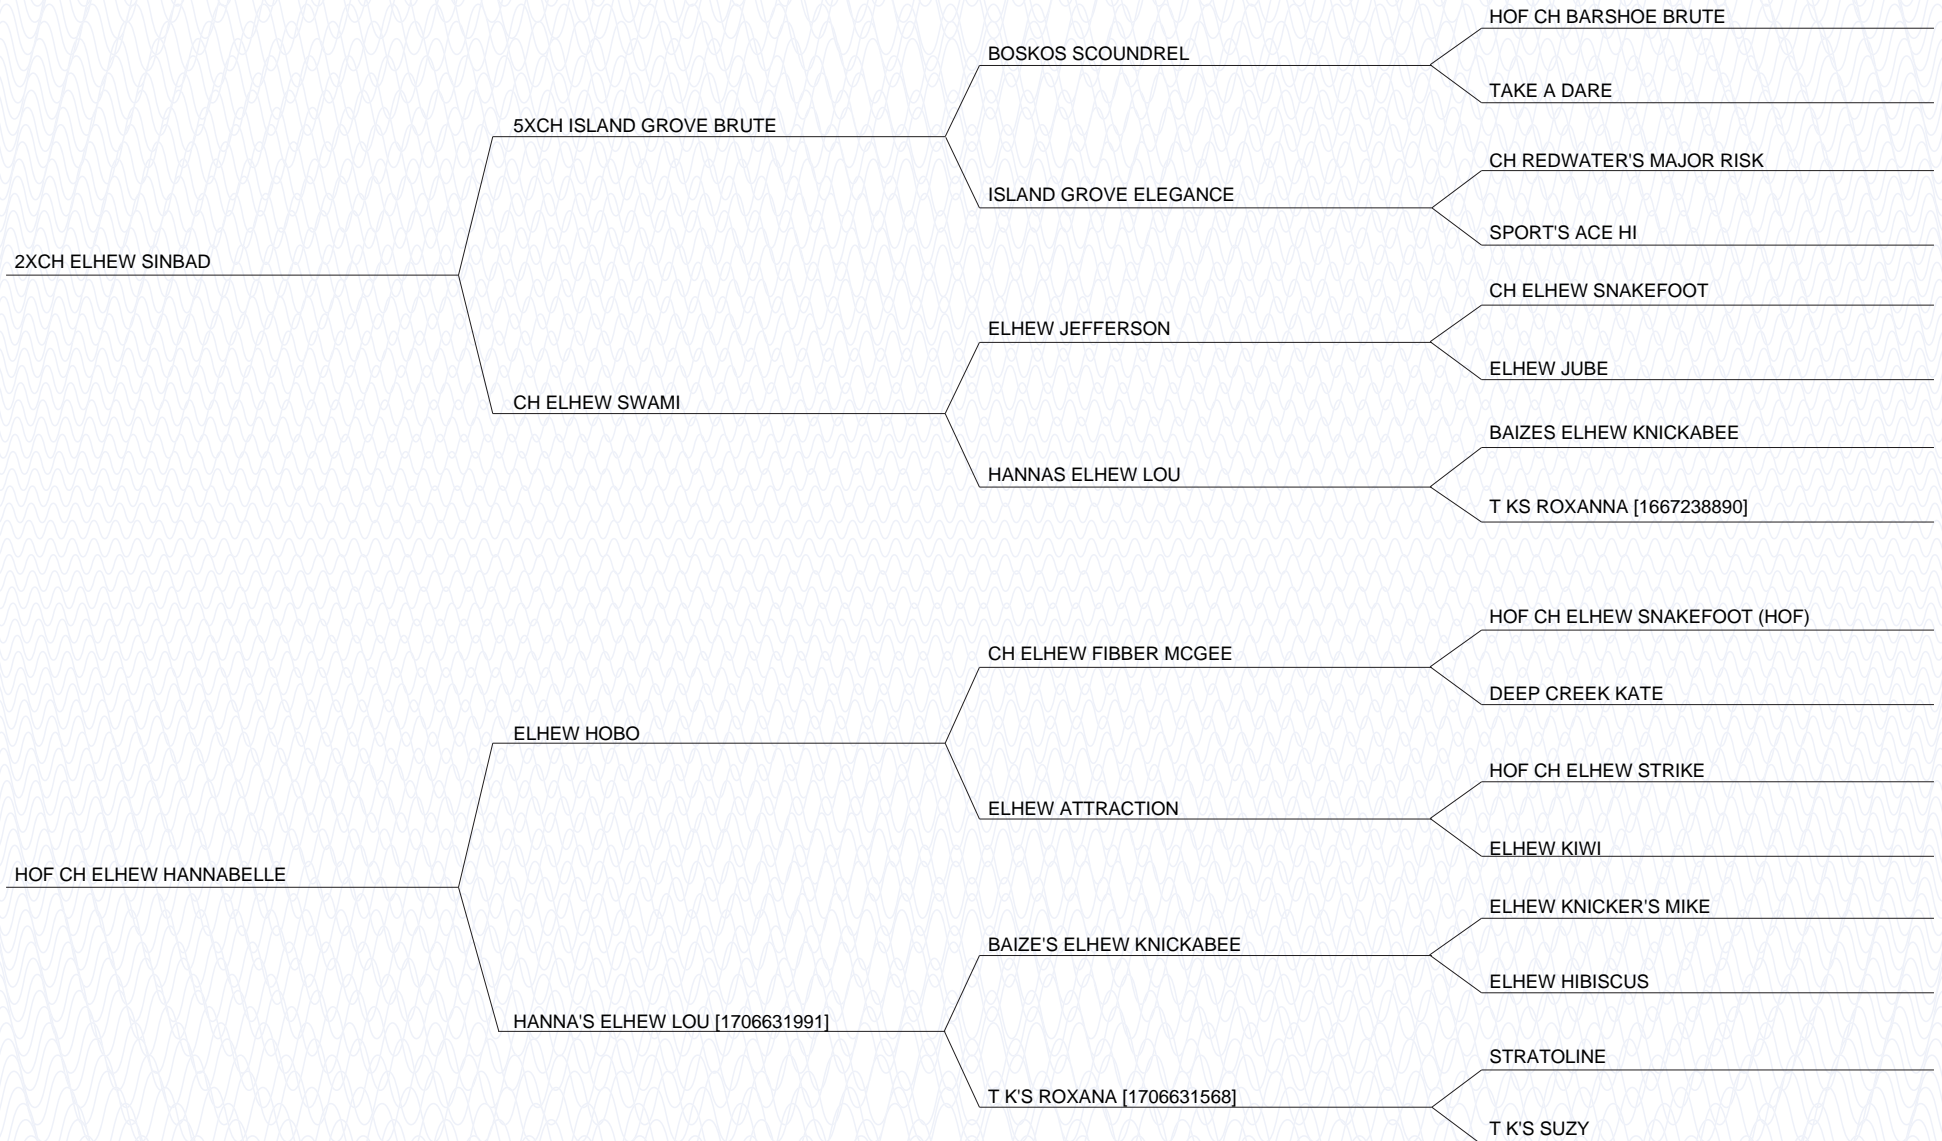 HOF CH BARSHOE BRUTE
BOSKOS SCOUNDREL
TAKE A DARE
5XCH ISLAND GROVE BRUTE
CH REDWATER'S MAJOR RISK
ISLAND GROVE ELEGANCE
SPORT'S ACE HI
2XCH ELHEW SINBAD
CH ELHEW SNAKEFOOT
ELHEW JEFFERSON
ELHEW JUBE
CH ELHEW SWAMI
BAIZES ELHEW KNICKABEE
HANNAS ELHEW LOU
T KS ROXANNA [1667238890]
HOF CH ELHEW SNAKEFOOT (HOF)
CH ELHEW FIBBER MCGEE
DEEP CREEK KATE
ELHEW HOBO
HOF CH ELHEW STRIKE
ELHEW ATTRACTION
ELHEW KIWI
HOF CH ELHEW HANNABELLE
ELHEW KNICKER'S MIKE
BAIZE'S ELHEW KNICKABEE
ELHEW HIBISCUS
HANNA'S ELHEW LOU [1706631991]
STRATOLINE
T K'S ROXANA [1706631568]
T K'S SUZY